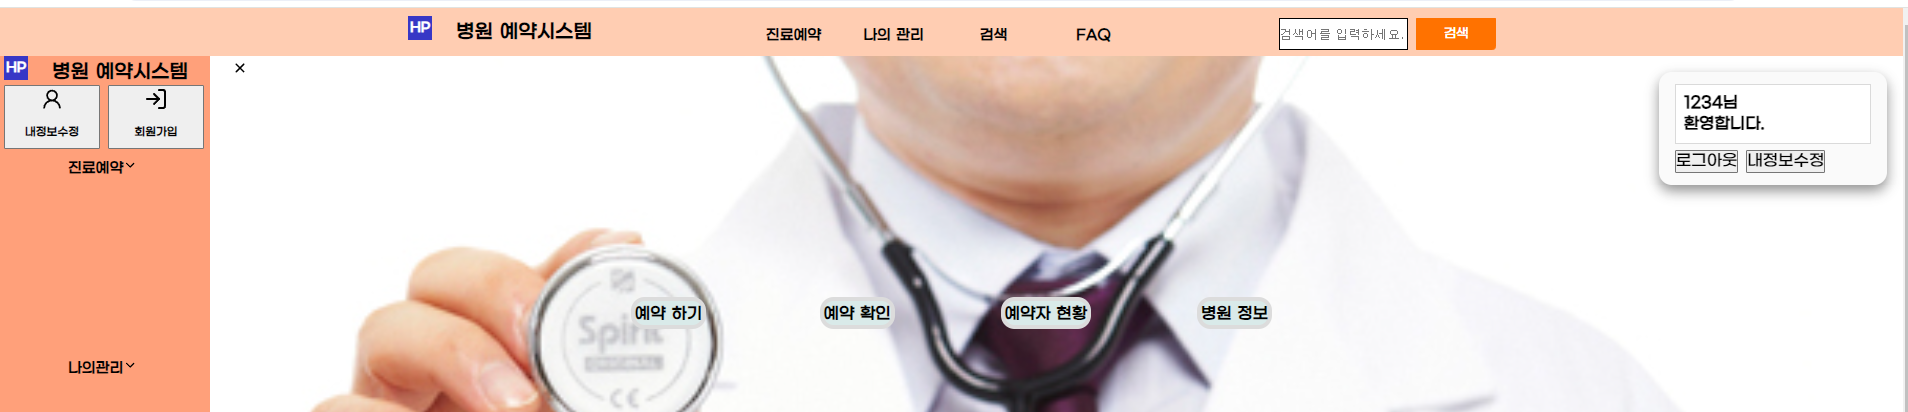 HP 병원 예약시스템 진료예약 나의 관리 검색 FAQ 검색어를 입력하세요. 검색
HP 병원 예약시스템
×
내정보수정 회원가입
진료예약
나의관리
1234님
환영합니다.
로그아웃 내정보수정
예약 하기 예약 확인 예약자 현황 병원 정보
Spirit
CE